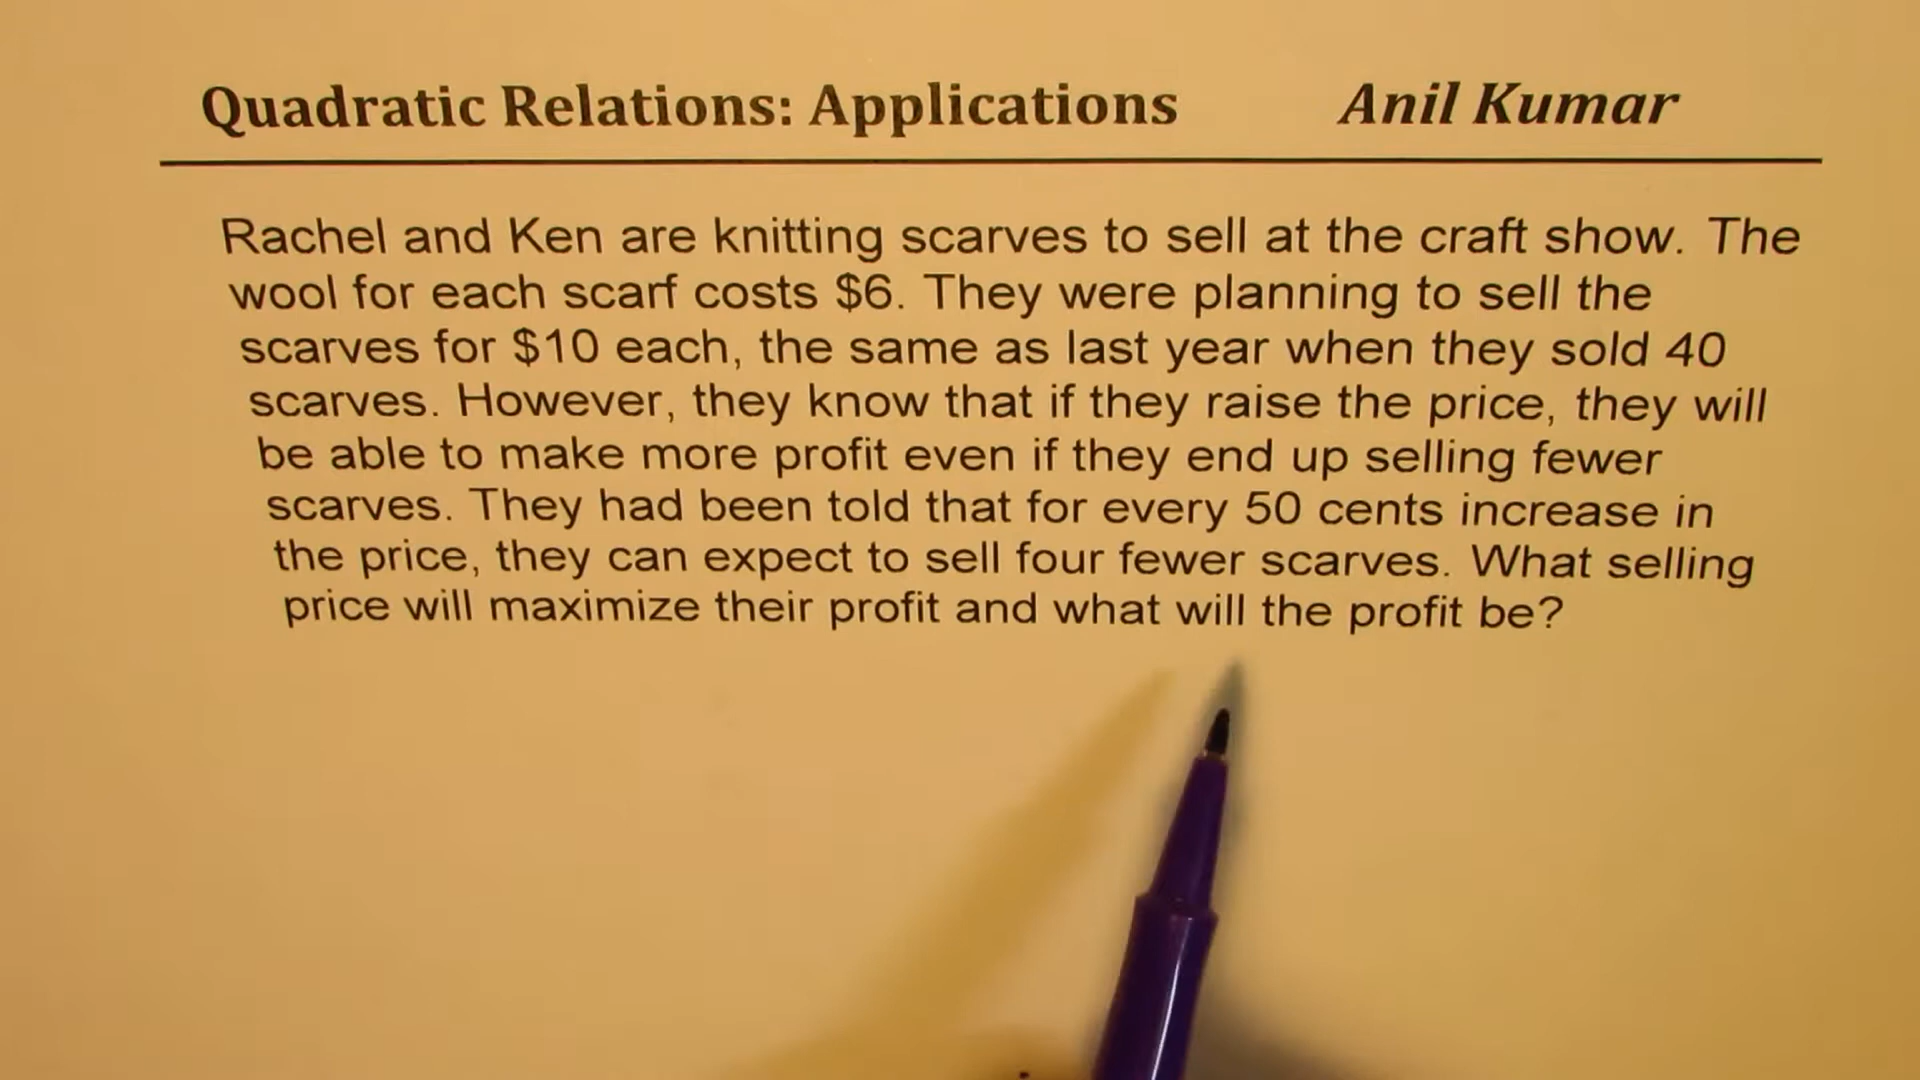 Quadratic Relations: Applications Anil Kumar
Rachel and Ken are knitting scarves to sell at the craft show. The
wool for each scarf costs $6. They were planning to sell the
scarves for $10 each, the same as last year when they sold 40
scarves. However, they know that if they raise the price, they will
be able to make more profit even if they end up selling fewer
scarves. They had been told that for every 50 cents increase in
the price, they can expect to sell four fewer scarves. What selling
price will maximize their profit and what will the profit be?